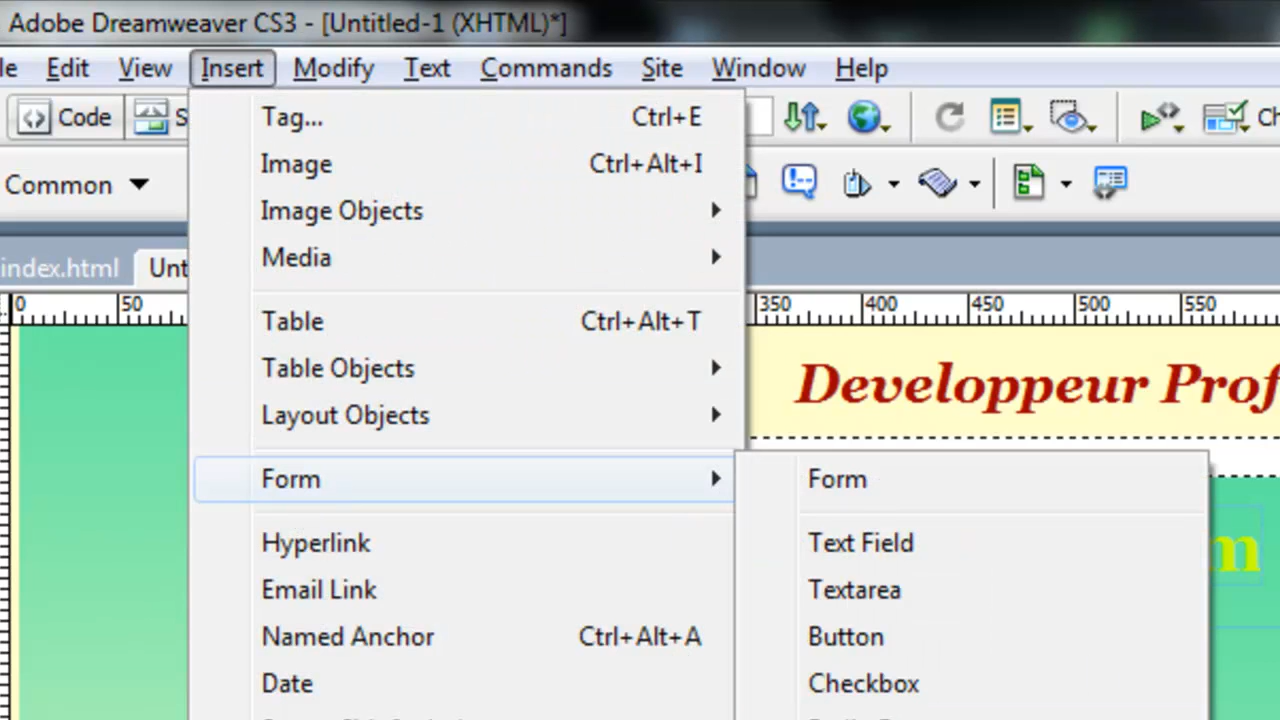 Adobe Dreamweaver CS3 - [Untitled-1 (XHTML)*]
le Edit View Insert Modify Text Commands Site Window Help
Code S Ch
Common
index.html Unt
0 50 350 400 450 500 550
Tag... Ctrl+E
Image Ctrl+Alt+I
Image Objects
Media
Table Ctrl+Alt+T
Table Objects
Layout Objects
Form
Hyperlink
Email Link
Named Anchor Ctrl+Alt+A
Date
Form
Text Field
Textarea
Button
Checkbox
Developpeur Prof
m